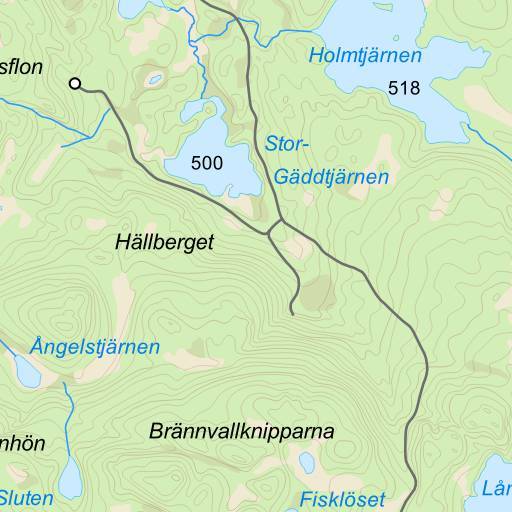 Holmtjärnen
sflon
518
Stor-
500
Gäddtjärnen
Hällberget
Ångelstjärnen
Brännvallknipparna
nhön
Sluten
Fisklöset
Lån